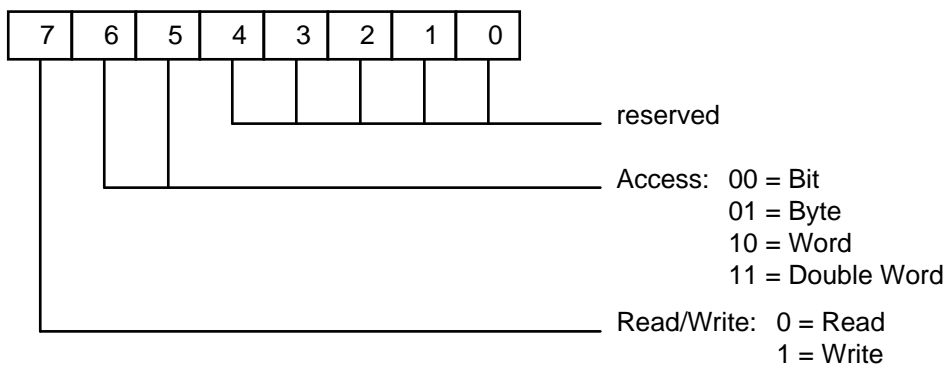 7 6 5 4 3 2 1 0
reserved
Access: 00 = Bit
01 = Byte
10 = Word
11 = Double Word
Read/Write: 0 = Read
1 = Write